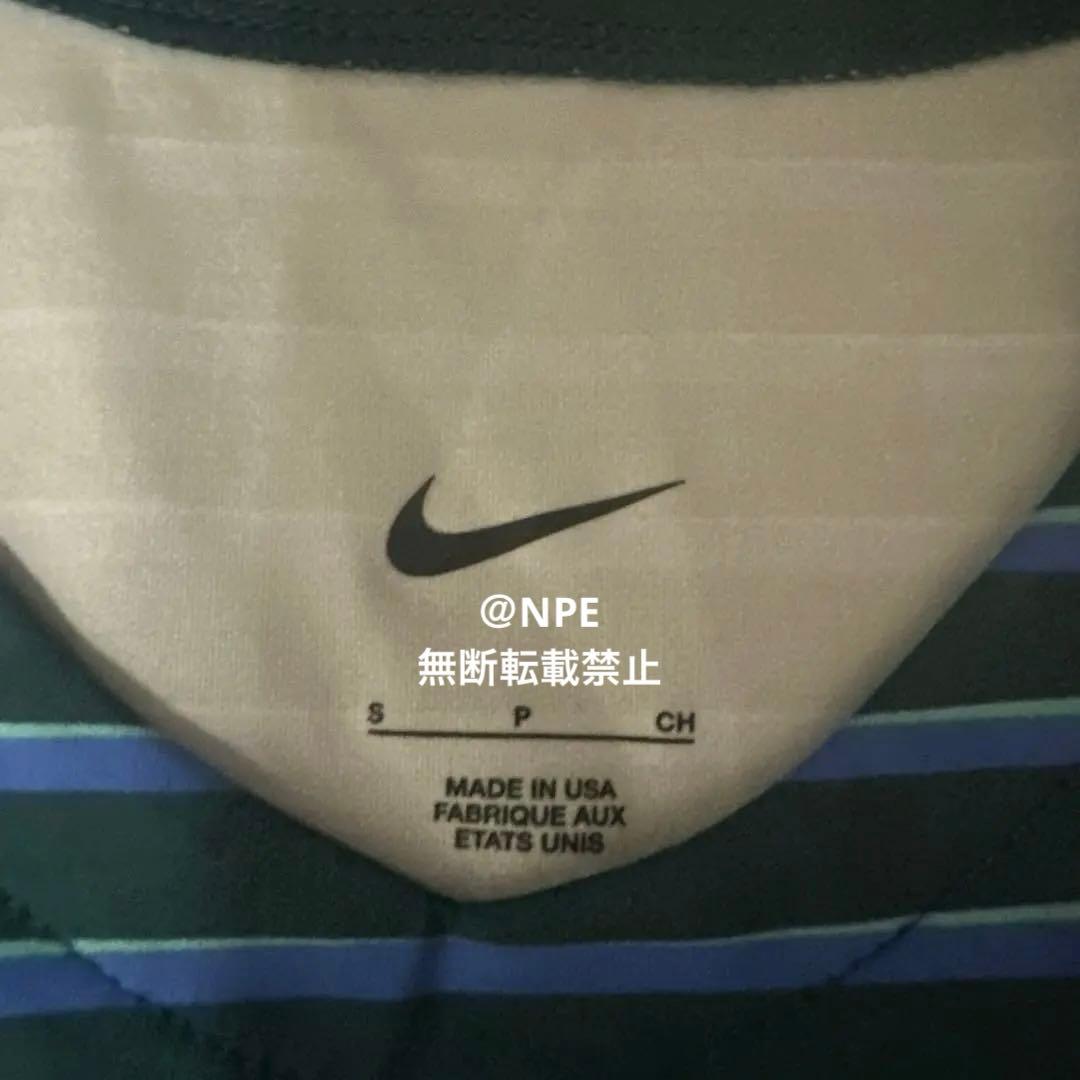 @NPE
無断転載禁止
S P CH
MADE IN USA
FABRIQUE AUX
ETATS UNIS